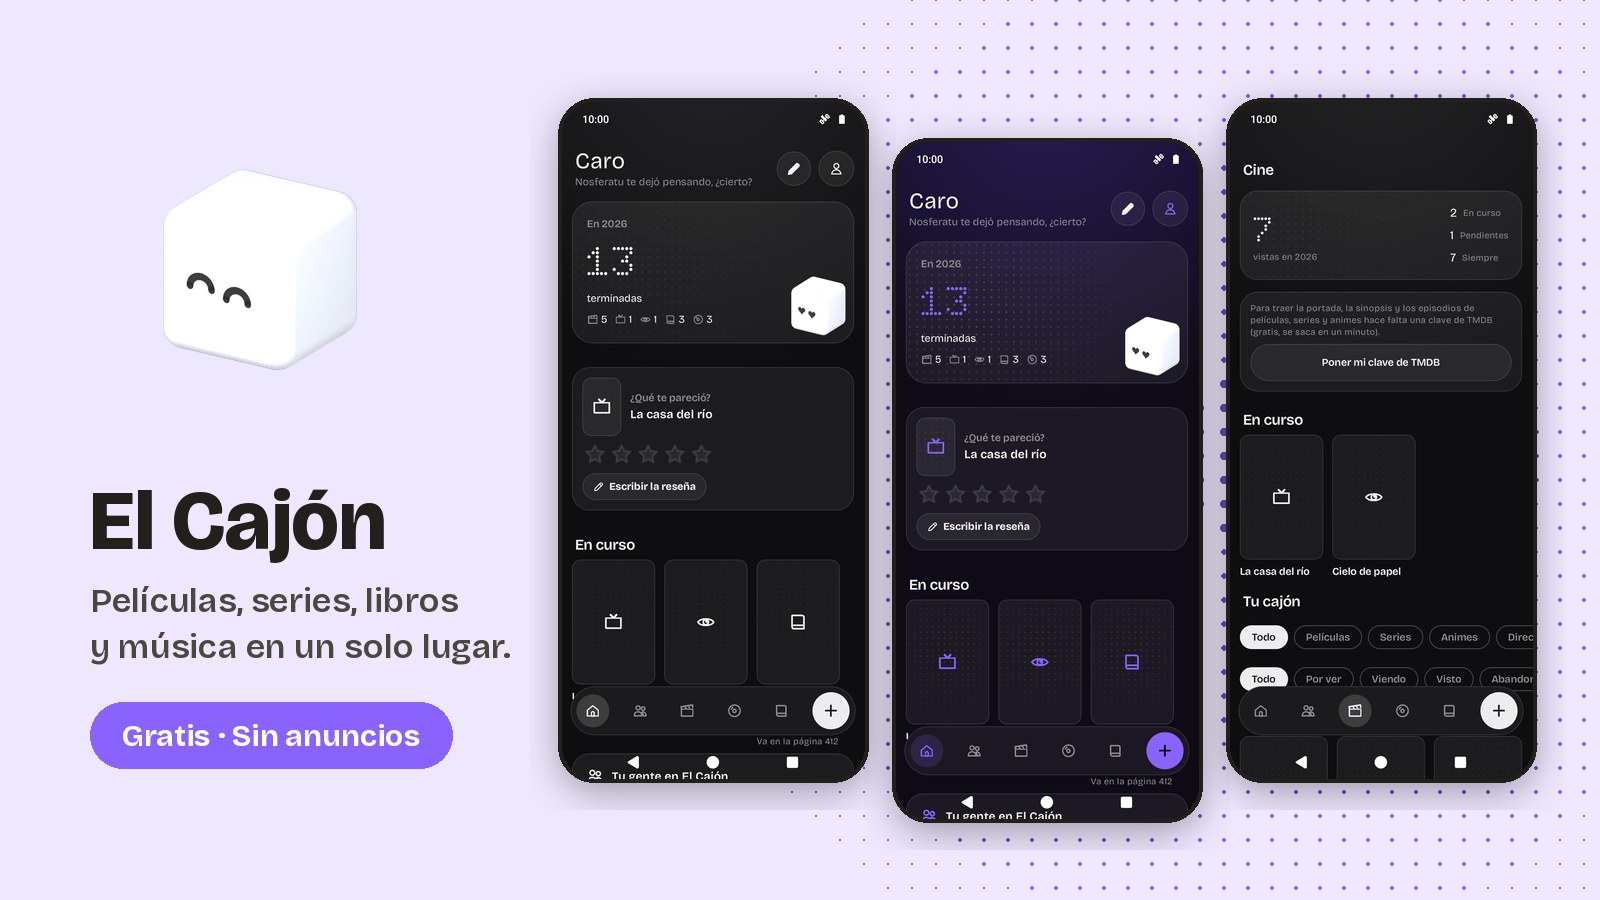 El Cajón
Películas, series, libros
y música en un solo lugar.
Gratis · Sin anuncios
10:00
Caro
Nosferatu te dejó pensando, ¿cierto?
En 2026
13
terminadas
5 1 1 3 3
¿Qué te pareció?
La casa del río
Escribir la reseña
En curso
Va en la página 412
Tu gente en El Cajón
10:00
Caro
Nosferatu te dejó pensando, ¿cierto?
En 2026
13
terminadas
5 1 1 3 3
¿Qué te pareció?
La casa del río
Escribir la reseña
En curso
Va en la página 412
Tu gente en El Cajón
10:00
Cine
7
vistas en 2026
2 En curso
1 Pendientes
7 Siempre
Para traer la portada, la sinopsis y los episodios de
películas, series y animes hace falta una clave de TMDB
(gratis, se saca en un minuto).
Poner mi clave de TMDB
En curso
La casa del río Cielo de papel
Tu cajón
Todo Películas Series Animes Direc
Todo Por ver Viendo Visto Abandon